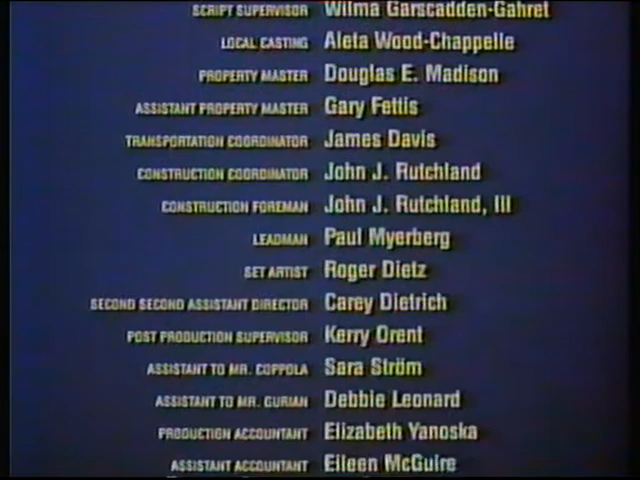 SCRIPT SUPERVISOR Wilma Garscadden-Gahret
LOCAL CASTING Aleta Wood-Chappelle
PROPERTY MASTER Douglas E. Madison
ASSISTANT PROPERTY MASTER Gary Fettis
TRANSPORTATION COORDINATOR James Davis
CONSTRUCTION COORDINATOR John J. Rutchland
CONSTRUCTION FOREMAN John J. Rutchland, III
LEADMAN Paul Myerberg
SET ARTIST Roger Dietz
SECOND SECOND ASSISTANT DIRECTOR Carey Dietrich
POST PRODUCTION SUPERVISOR Kerry Orent
ASSISTANT TO MR. COPPOLA Sara Ström
ASSISTANT TO MR. GURIAN Debbie Leonard
PRODUCTION ACCOUNTANT Elizabeth Yanoska
ASSISTANT ACCOUNTANT Eileen McGuire